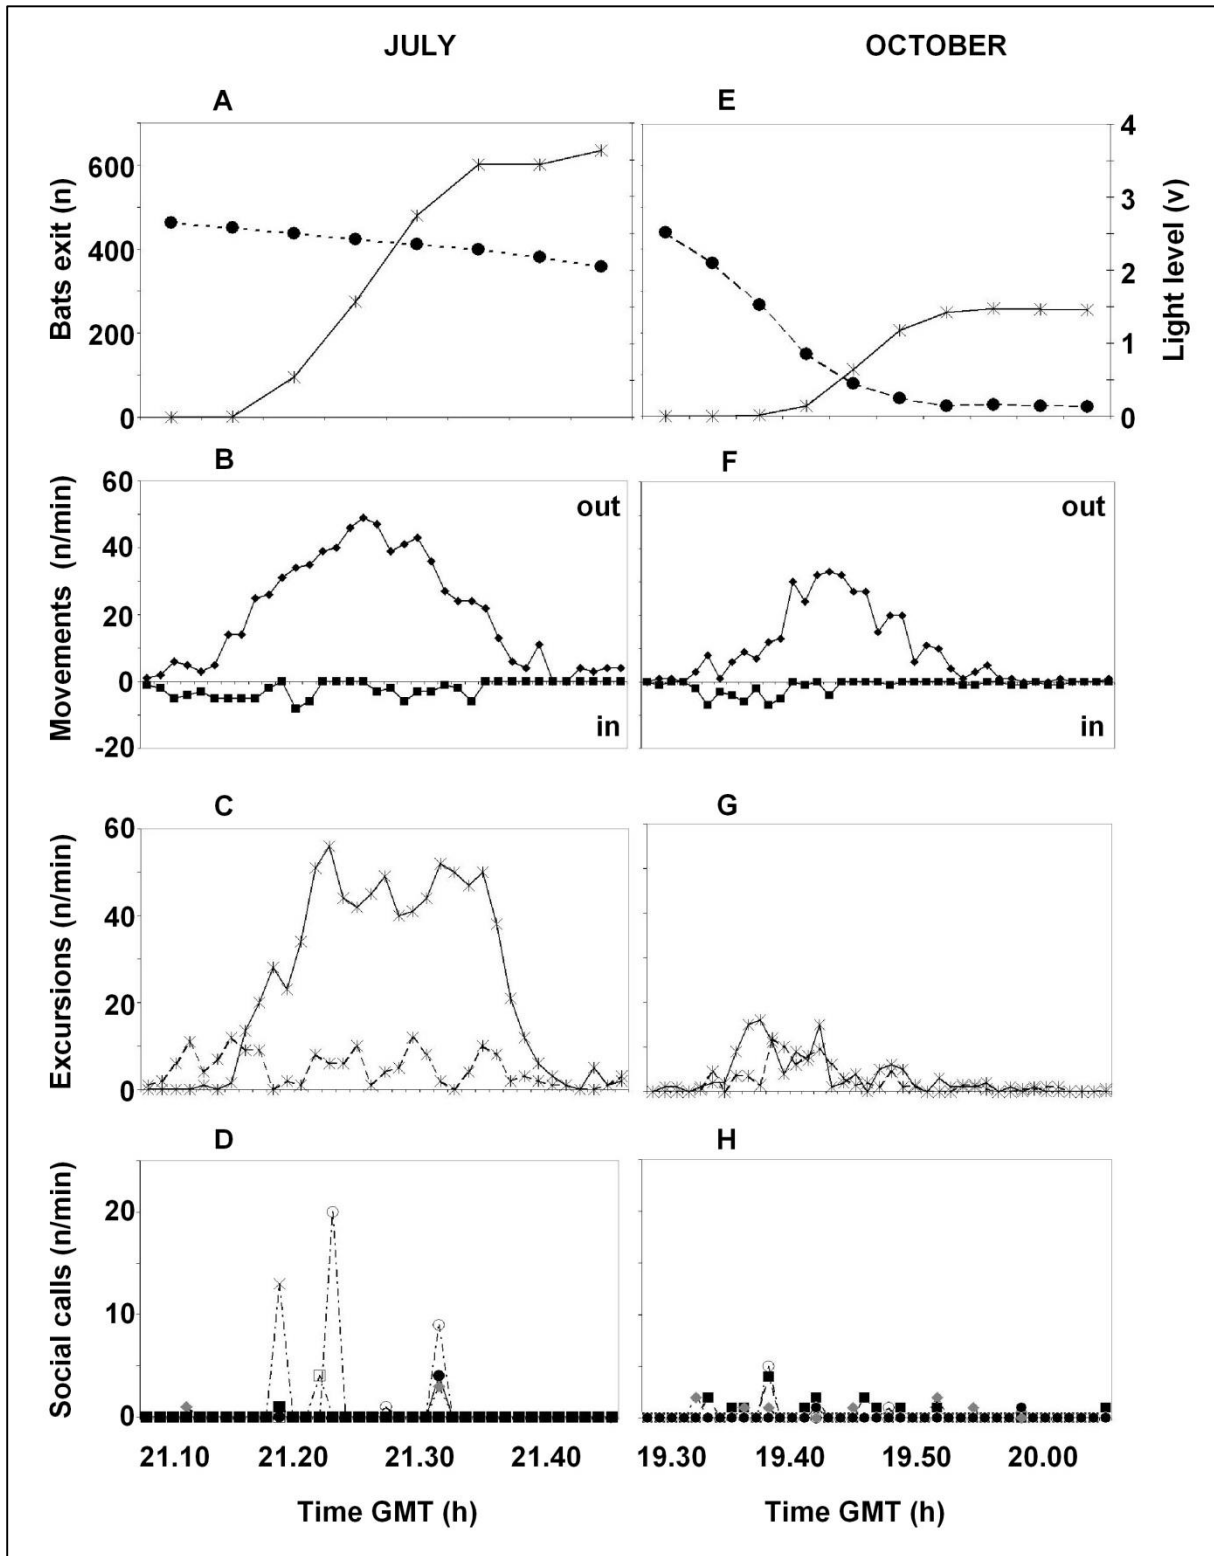 JULY OCTOBER
A E
Bats exit (n)
600
400
200
0
4
3
2
1
0
Light level (v)
B F
Movements (n/min)
60
40
20
0
-20
out
in
out
in
C G
Excursions (n/min)
60
40
20
0
D H
Social calls (n/min)
20
10
0
21.10 21.20 21.30 21.40 19.30 19.40 19.50 20.00
Time GMT (h) Time GMT (h)